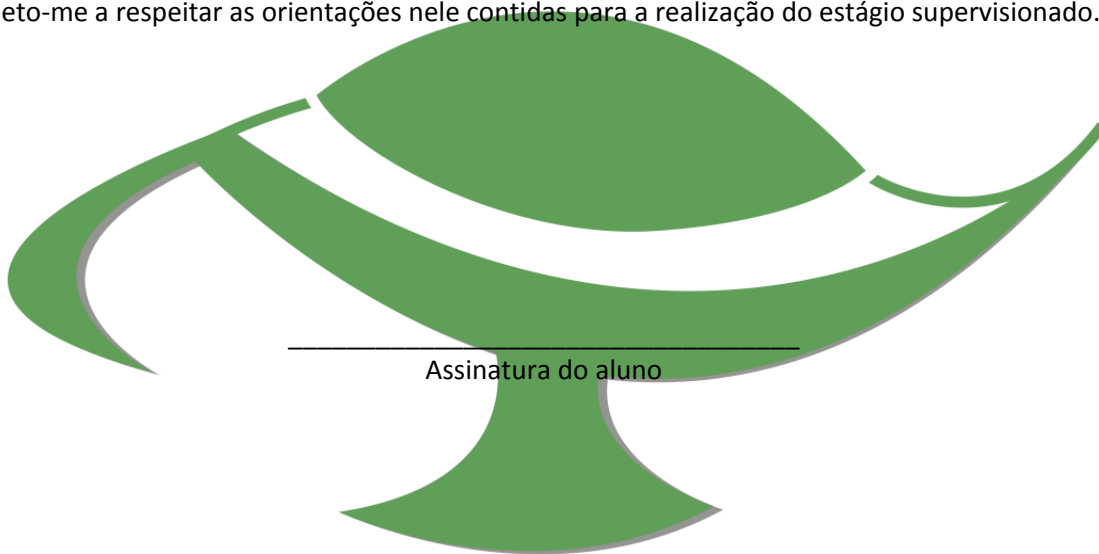 eto-me a respeitar as orientações nele contidas para a realização do estágio supervisionado.
Assinatura do aluno